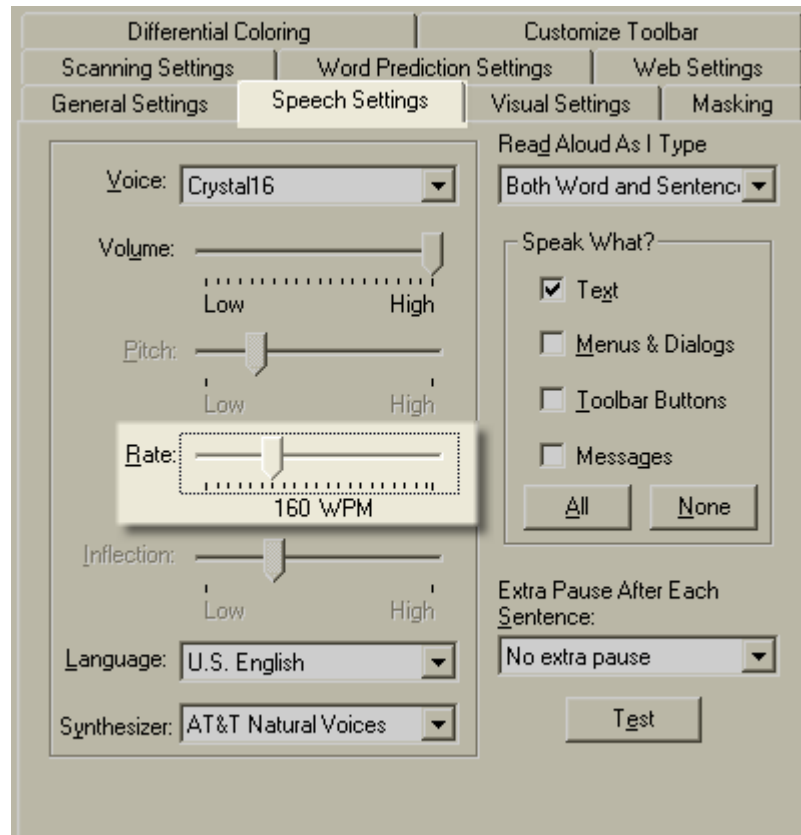 Differential Coloring Customize Toolbar
Scanning Settings Word Prediction Settings Web Settings
General Settings Speech Settings Visual Settings Masking
Voice: Crystal16
Volume:
Low High
Pitch:
Low High
Rate:
160 WPM
Inflection:
Low High
Language: U.S. English
Synthesizer: AT&T Natural Voices
Read Aloud As I Type
Both Word and Sentenc
Speak What?
Text
Menus & Dialogs
Toolbar Buttons
Messages
All None
Extra Pause After Each
Sentence:
No extra pause
Test